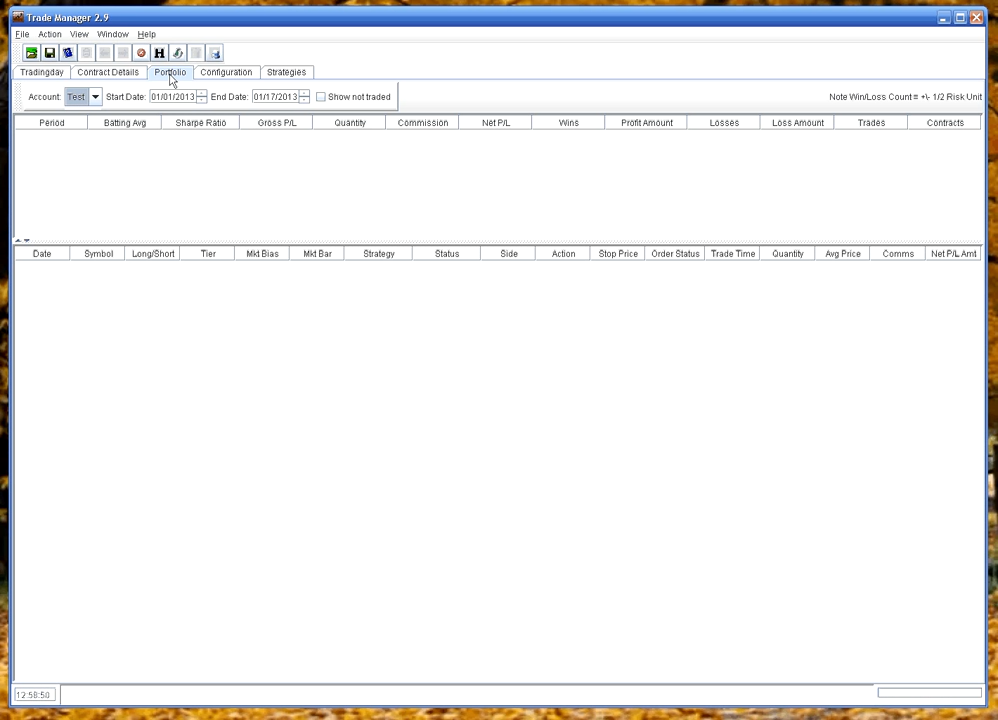 Trade Manager 2.9
File Action View Window Help
H
Tradingday Contract Details Portfolio Configuration Strategies
Account: Test Start Date: 01/01/2013 End Date: 01/17/2013 Show not traded Note Win/Loss Count = +\- 1/2 Risk Unit
Period Batting Avg Sharpe Ratio Gross P/L Quantity Commission Net P/L Wins Profit Amount Losses Loss Amount Trades Contracts
Date Symbol Long/Short Tier Mkt Bias Mkt Bar Strategy Status Side Action Stop Price Order Status Trade Time Quantity Avg Price Comms Net P/L Amt
12:58:50